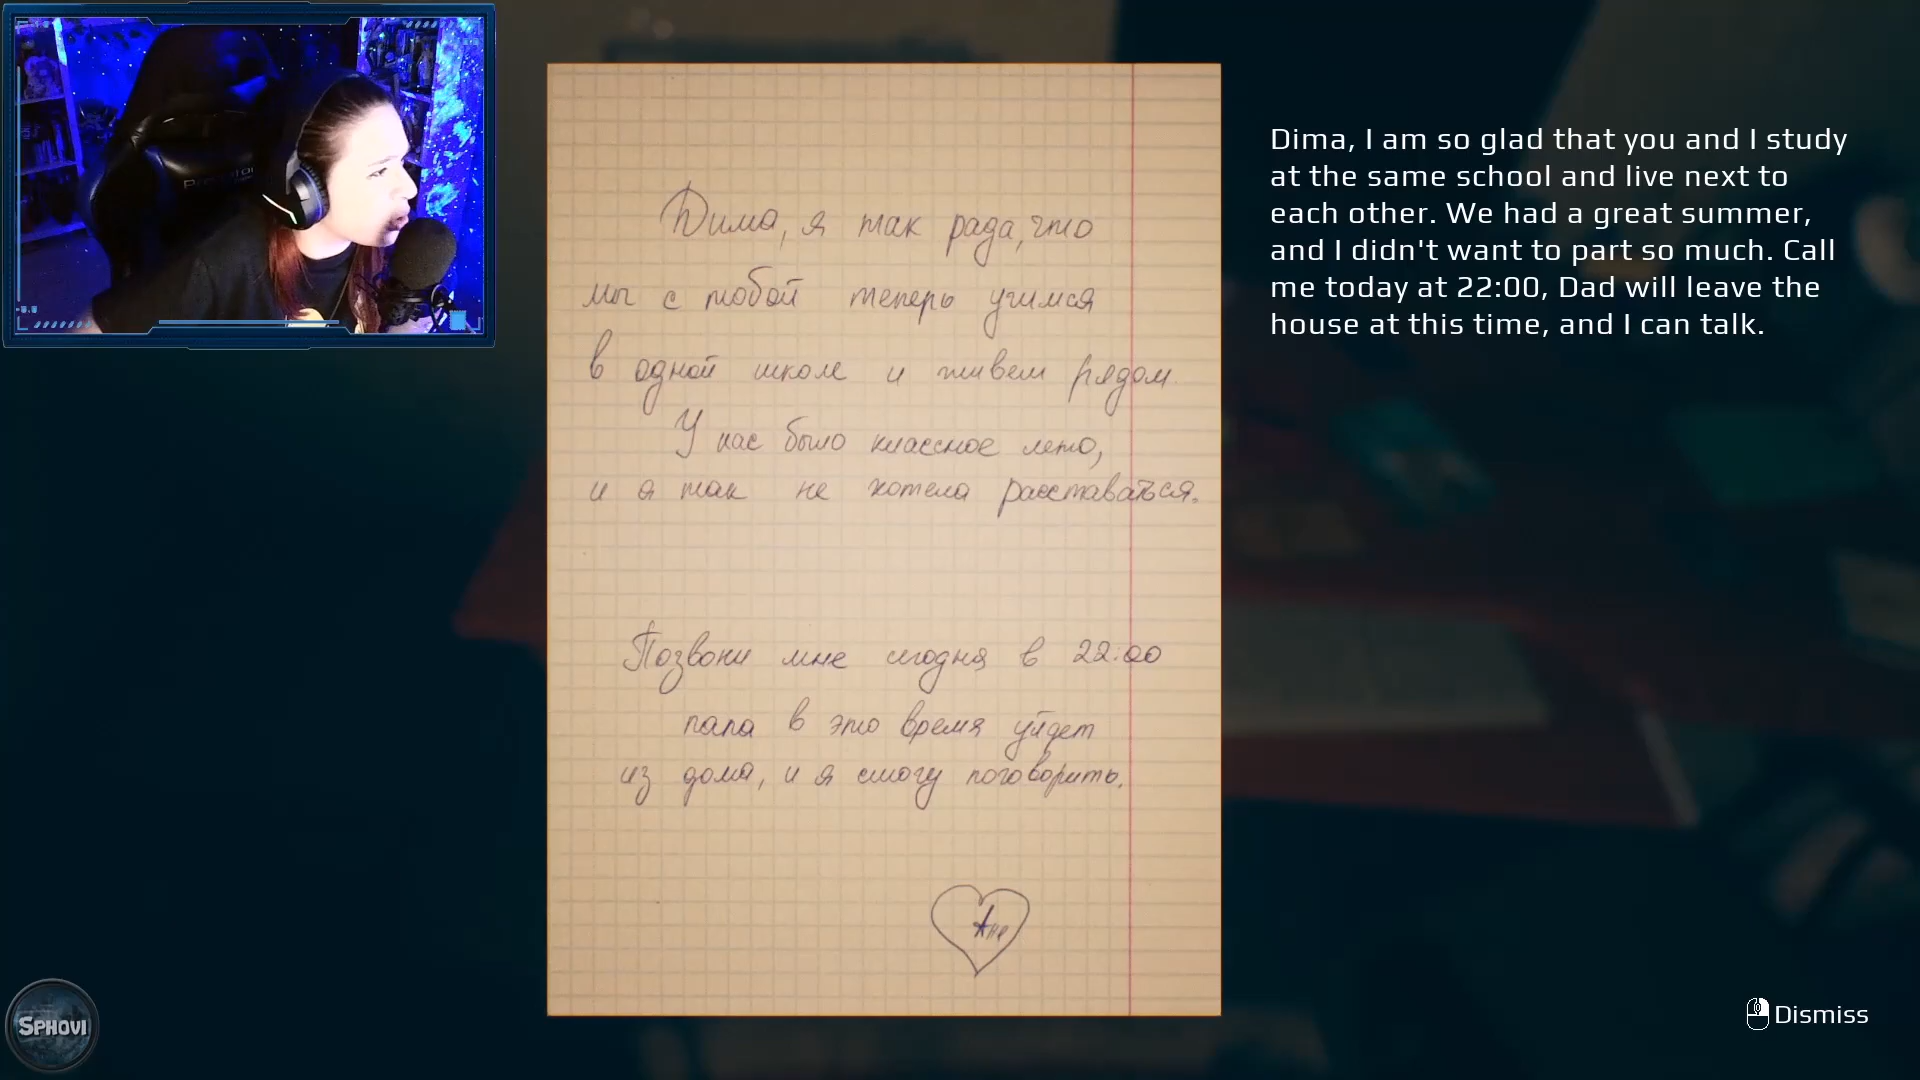 Дима, я так рада, что
мы с тобой теперь учимся
в одной школе и живем рядом.
У нас было классное лето,
и я так не хотела расставаться.
Позвони мне сегодня в 22:00
папа в это время уйдет
из дома, и я смогу поговорить.
Dima, I am so glad that you and I study
at the same school and live next to
each other. We had a great summer,
and I didn't want to part so much. Call
me today at 22:00, Dad will leave the
house at this time, and I can talk.
Dismiss
SPHOVI